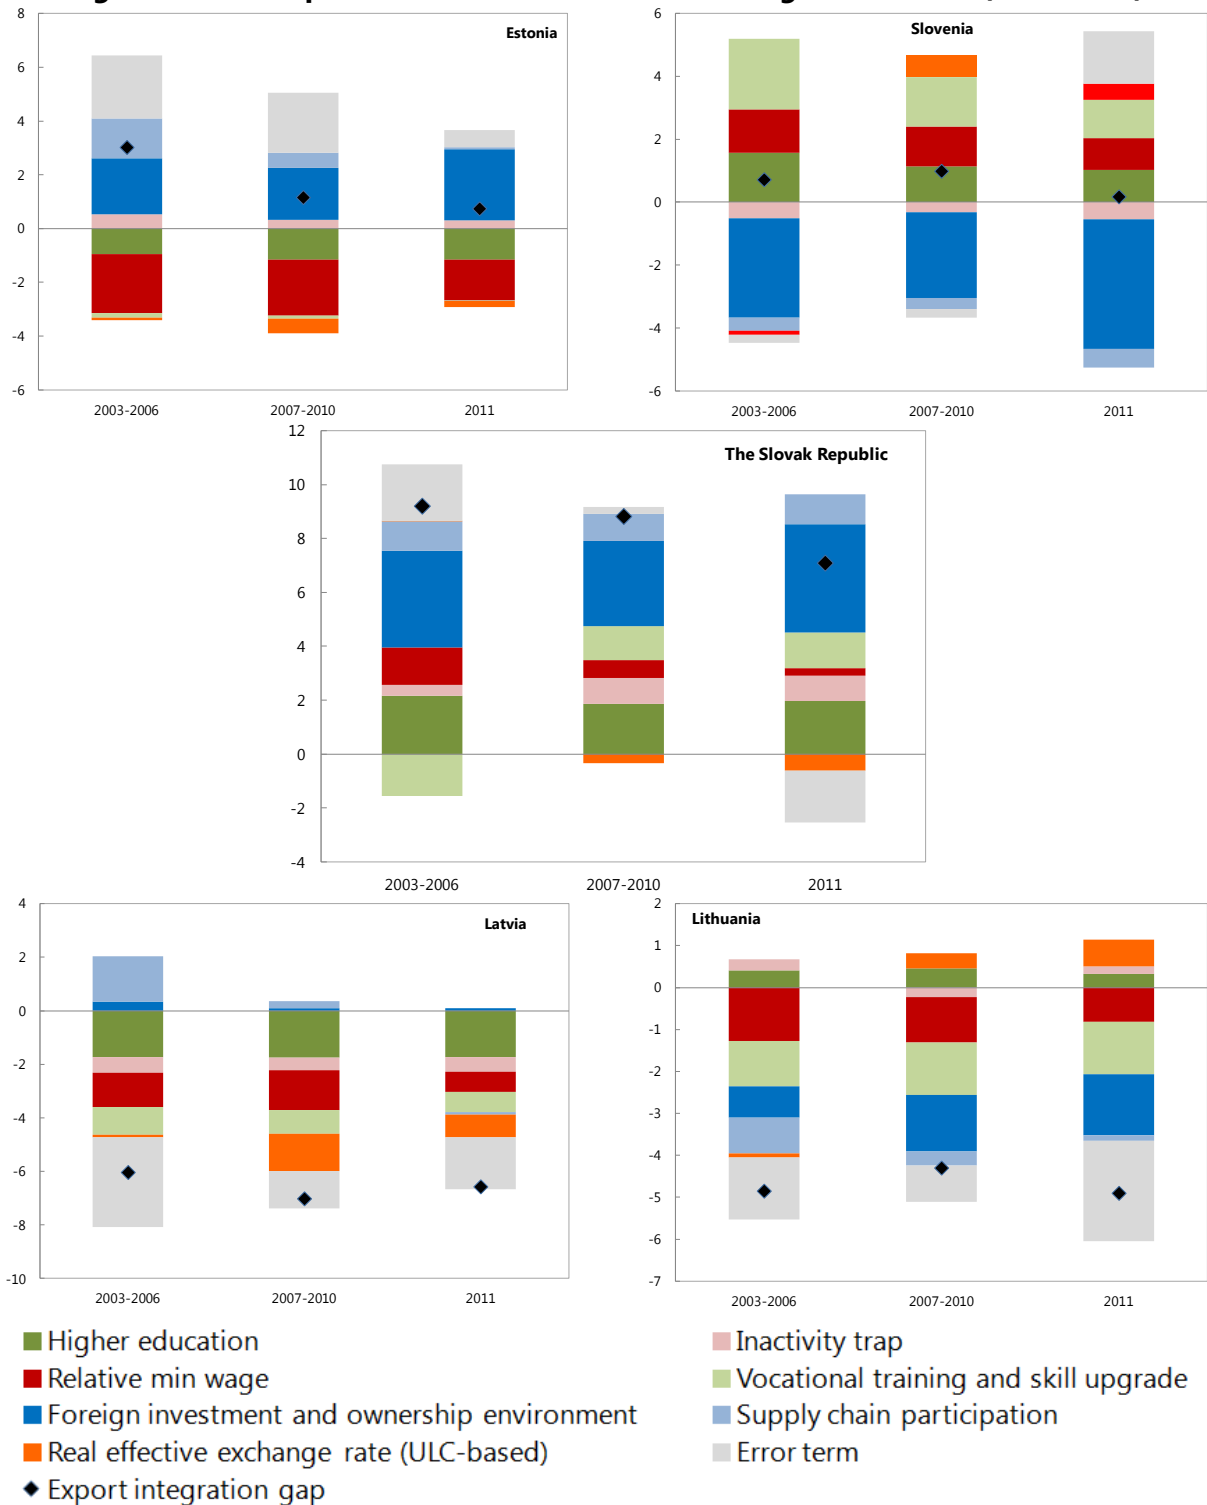 Estonia
8
6
4
2
0
-2
-4
-6
2003-2006 2007-2010 2011
Slovenia
6
4
2
0
-2
-4
-6
2003-2006 2007-2010 2011
The Slovak Republic
12
10
8
6
4
2
0
-2
-4
2003-2006 2007-2010 2011
Latvia
4
2
0
-2
-4
-6
-8
-10
2003-2006 2007-2010 2011
Lithuania
2
1
0
-1
-2
-3
-4
-5
-6
-7
2003-2006 2007-2010 2011
Higher education
Inactivity trap
Relative min wage
Vocational training and skill upgrade
Foreign investment and ownership environment
Supply chain participation
Real effective exchange rate (ULC-based)
Error term
Export integration gap